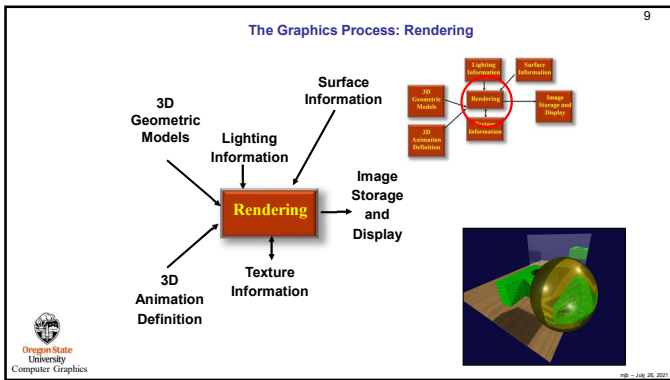 9
The Graphics Process: Rendering
3D
Geometric
Models
Lighting
Information
Surface
Information
Rendering
Image
Storage
and
Display
3D
Animation
Definition
Texture
Information
Lighting
Information
Surface
Information
3D
Geometric
Models
Rendering
Image
Storage and
Display
3D
Animation
Definition
Texture
Information
Oregon State
University
Computer Graphics
mjb – July 26, 2021